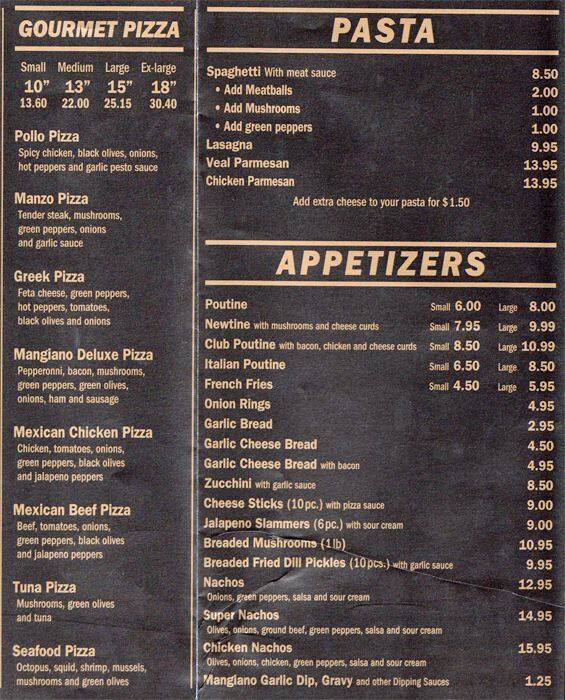 GOURMET PIZZA
Small Medium Large Ex-large
10” 13” 15” 18”
13.60 22.00 25.15 30.40
Pollo Pizza
Spicy chicken, black olives, onions,
hot peppers and garlic pesto sauce
Manzo Pizza
Tender steak, mushrooms,
green peppers, onions
and garlic sauce
Greek Pizza
Feta cheese, green peppers,
hot peppers, tomatoes,
black olives and onions
Mangiano Deluxe Pizza
Pepperoni, bacon, mushrooms,
green peppers, green olives,
onions, ham and sausage
Mexican Chicken Pizza
Chicken, tomatoes, onions,
green peppers, black olives
and jalapeno peppers
Mexican Beef Pizza
Beef, tomatoes, onions,
green peppers, black olives
and jalapeno peppers
Tuna Pizza
Mushrooms, green olives
and tuna
Seafood Pizza
Octopus, squid, shrimp, mussels,
mushrooms and green olives
PASTA
Spaghetti With meat sauce 8.50
• Add Meatballs 2.00
• Add Mushrooms 1.00
• Add green peppers 1.00
Lasagna 9.95
Veal Parmesan 13.95
Chicken Parmesan 13.95
Add extra cheese to your pasta for $1.50
APPETIZERS
Poutine Small 6.00 Large 8.00
Newtine with mushrooms and cheese curds Small 7.95 Large 9.99
Club Poutine with bacon, chicken and cheese curds Small 8.50 Large 10.99
Italian Poutine Small 6.50 Large 8.50
French Fries Small 4.50 Large 5.95
Onion Rings 4.95
Garlic Bread 2.95
Garlic Cheese Bread 4.50
Garlic Cheese Bread with bacon 4.95
Zucchini with garlic sauce 8.50
Cheese Sticks (10 pc.) with pizza sauce 9.00
Jalapeno Slammers (6 pc.) with sour cream 9.00
Breaded Mushrooms (1 lb) 10.95
Breaded Fried Dill Pickles (10 pcs.) with garlic sauce 9.95
Nachos 12.95
Onions, green peppers, salsa and sour cream
Super Nachos 14.95
Olives, onions, ground beef, green peppers, salsa and sour cream
Chicken Nachos 15.95
Olives, onions, chicken, green peppers, salsa and sour cream
Mangiano Garlic Dip, Gravy and other Dipping Sauces 1.25